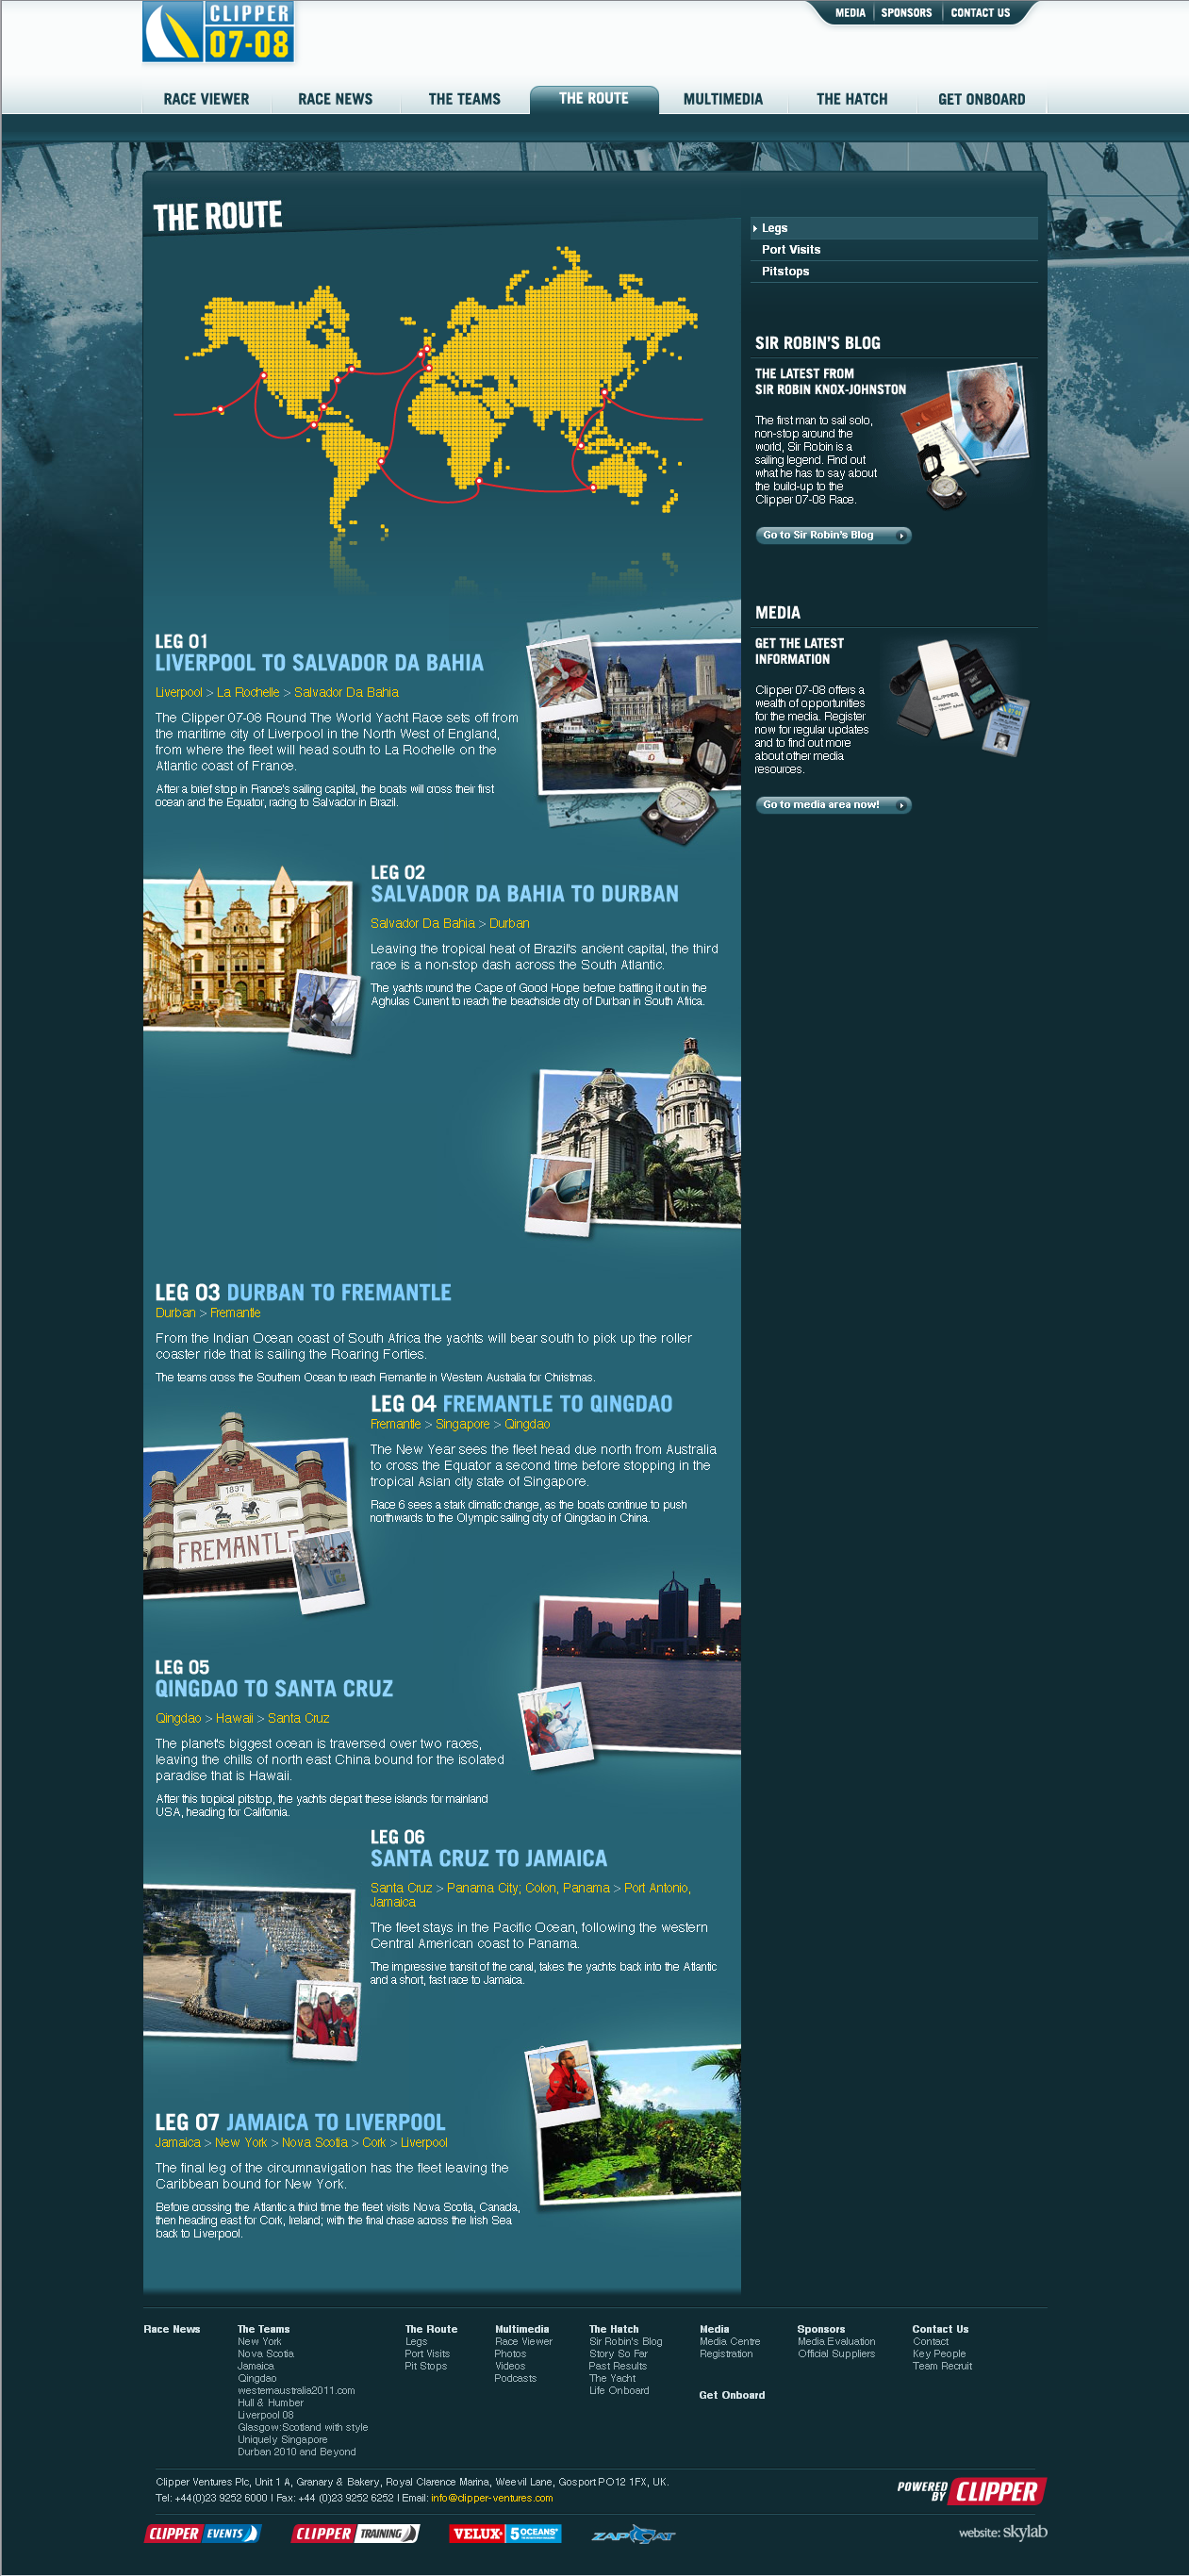 CLIPPER
07-08
MEDIA
SPONSORS
CONTACT US
RACE VIEWER
RACE NEWS
THE TEAMS
THE ROUTE
MULTIMEDIA
THE HATCH
GET ONBOARD
THE ROUTE
Legs
Port Visits
Pitstops
SIR ROBIN'S BLOG
THE LATEST FROM
SIR ROBIN KNOX-JOHNSTON
The first man to sail solo,
non-stop around the
world, Sir Robin is a
sailing legend. Find out
what he has to say about
the build-up to the
Clipper 07-08 Race.
Go to Sir Robin's Blog
MEDIA
GET THE LATEST
INFORMATION
Clipper 07-08 offers a
wealth of opportunities
for the media. Register
now for regular updates
and to find out more
about other media
resources.
Go to media area now!
LEG 01
LIVERPOOL TO SALVADOR DA BAHIA
Liverpool > La Rochelle > Salvador Da Bahia
The Clipper 07-08 Round The World Yacht Race sets off from
the maritime city of Liverpool in the North West of England,
from where the fleet will head south to La Rochelle on the
Atlantic coast of France.
After a brief stop in France's sailing capital, the boats will cross their first
ocean and the Equator, racing to Salvador in Brazil.
LEG 02
SALVADOR DA BAHIA TO DURBAN
Salvador Da Bahia > Durban
Leaving the tropical heat of Brazil's ancient capital, the third
race is a non-stop dash across the South Atlantic.
The yachts round the Cape of Good Hope before battling it out in the
Aghulas Current to reach the beachside city of Durban in South Africa.
LEG 03 DURBAN TO FREMANTLE
Durban > Fremantle
From the Indian Ocean coast of South Africa the yachts will bear south to pick up the roller
coaster ride that is sailing the Roaring Forties.
The teams cross the Southern Ocean to reach Fremantle in Western Australia for Christmas.
LEG 04 FREMANTLE TO QINGDAO
Fremantle > Singapore > Qingdao
The New Year sees the fleet head due north from Australia
to cross the Equator a second time before stopping in the
tropical Asian city state of Singapore.
Race 6 sees a stark climatic change, as the boats continue to push
northwards to the Olympic sailing city of Qingdao in China.
1897
FREMANTLE
LEG 05
QINGDAO TO SANTA CRUZ
Qingdao > Hawaii > Santa Cruz
The planet's biggest ocean is traversed over two races,
leaving the chills of north east China bound for the isolated
paradise that is Hawaii.
After this tropical pitstop, the yachts depart these islands for mainland
USA, heading for California.
LEG 06
SANTA CRUZ TO JAMAICA
Santa Cruz > Panama City; Colon, Panama > Port Antonio,
Jamaica
The fleet stays in the Pacific Ocean, following the western
Central American coast to Panama.
The impressive transit of the canal, takes the yachts back into the Atlantic
and a short, fast race to Jamaica.
LEG 07 JAMAICA TO LIVERPOOL
Jamaica > New York > Nova Scotia > Cork > Liverpool
The final leg of the circumnavigation has the fleet leaving the
Caribbean bound for New York.
Before crossing the Atlantic a third time the fleet visits Nova Scotia, Canada,
then heading east for Cork, Ireland; with the final chase across the Irish Sea
back to Liverpool.
Race News
The Teams
New York
Nova Scotia
Jamaica
Qingdao
westernaustralia2011.com
Hull & Humber
Liverpool 08
Glasgow:Scotland with style
Uniquely Singapore
Durban 2010 and Beyond
The Route
Legs
Port Visits
Pit Stops
Multimedia
Race Viewer
Photos
Videos
Podcasts
The Hatch
Sir Robin's Blog
Story So Far
Past Results
The Yacht
Life Onboard
Media
Media Centre
Registration
Get Onboard
Sponsors
Media Evaluation
Official Suppliers
Contact Us
Contact
Key People
Team Recruit
Clipper Ventures Plc, Unit 1 A, Granary & Bakery, Royal Clarence Marina, Weevil Lane, Gosport PO12 1FX, UK.
Tel: +44(0)23 9252 6000 | Fax: +44 (0)23 9252 6252 | Email: info@clipper-ventures.com
POWERED BY CLIPPER
CLIPPER EVENTS
CLIPPER TRAINING
VELUX 5 OCEANS
ZAPCAT
website: skylab